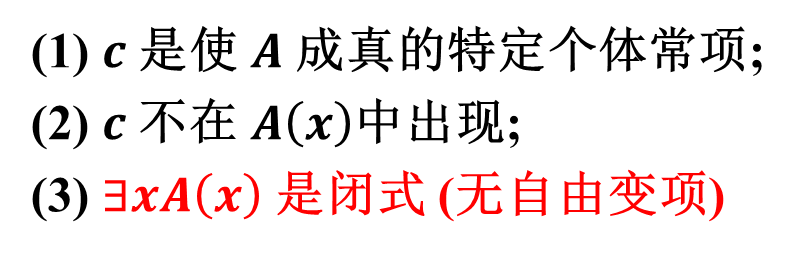 (1) c 是使 A 成真的特定个体常项;
(2) c 不在 A(x)中出现;
(3) ∃xA(x) 是闭式 (无自由变项)